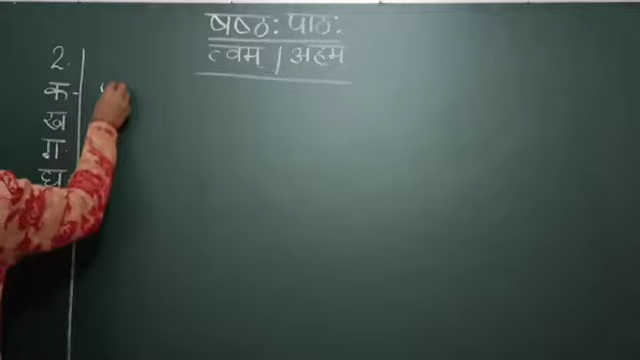 षष्ठः पाठः
त्वम् / अहम
2.
क -
ख
ग
घ